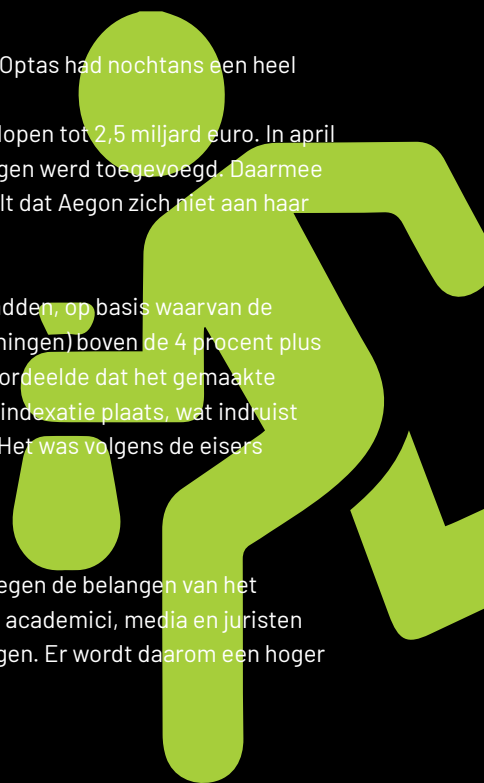 Optas had nochtans een heel
lopen tot 2,5 miljard euro. In april
gen werd toegevoegd. Daarmee
lt dat Aegon zich niet aan haar
dden, op basis waarvan de
ningen) boven de 4 procent plus
ordeelde dat het gemaakte
indexatie plaats, wat indruist
Het was volgens de eisers
egen de belangen van het
academici, media en juristen
gen. Er wordt daarom een hoger